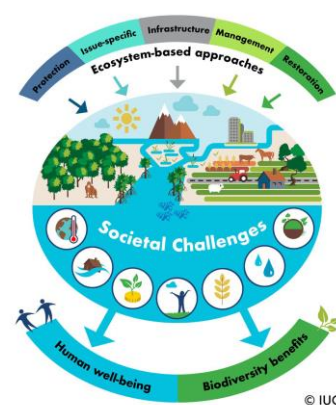 Protection
Issue-specific
Infrastructure
Management
Restoration
Ecosystem-based approaches
Societal Challenges
Human well-being
Biodiversity benefits
© IUC